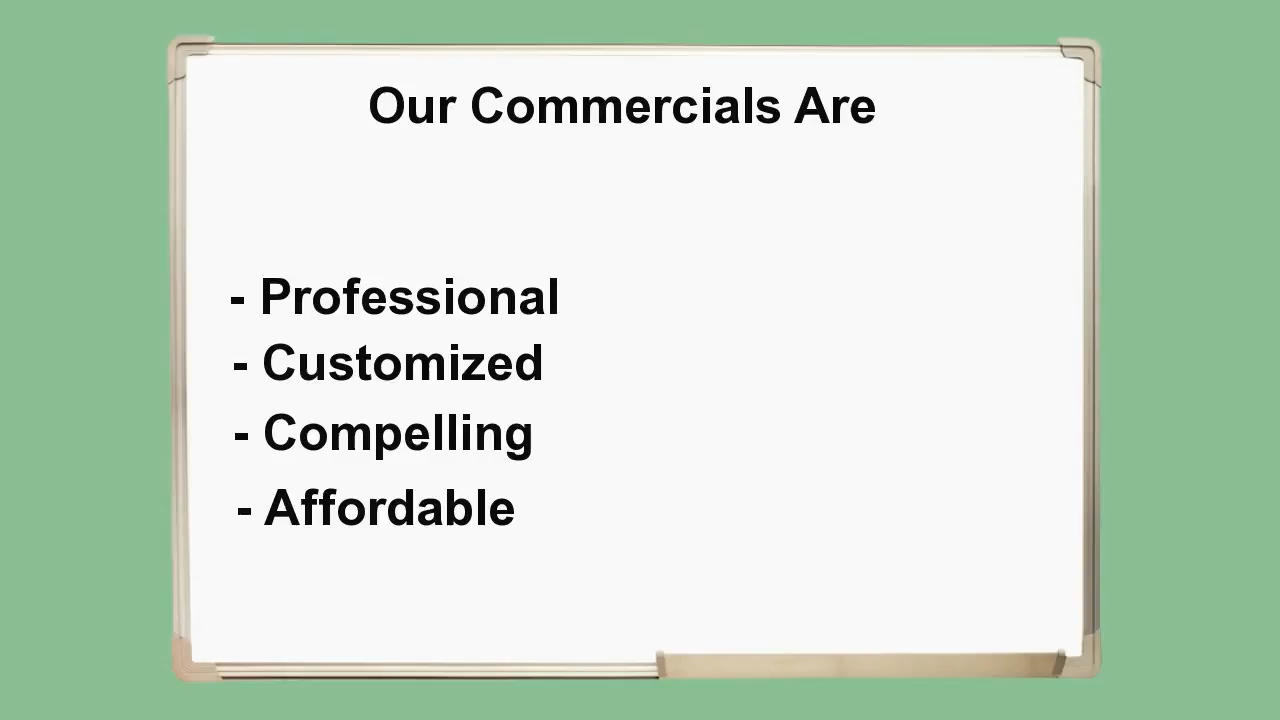 Our Commercials Are
- Professional
- Customized
- Compelling
- Affordable